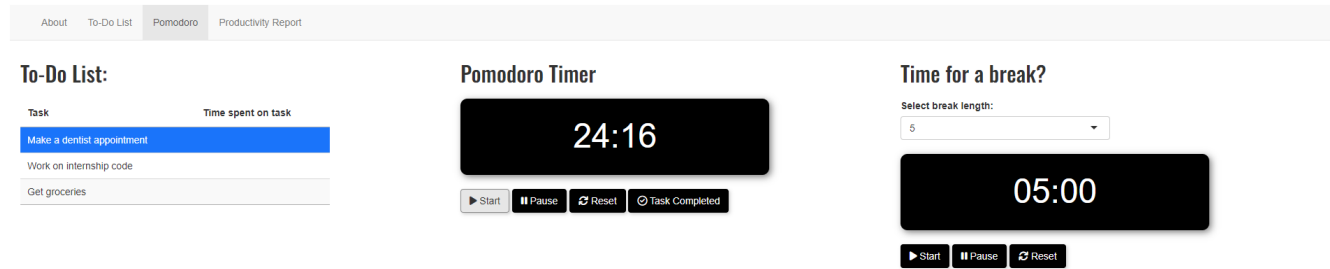 About To-Do List Pomodoro Productivity Report
To-Do List:
Task Time spent on task
Make a dentist appointment
Work on internship code
Get groceries
Pomodoro Timer
24:16
Start Pause Reset Task Completed
Time for a break?
Select break length:
5
05:00
Start Pause Reset